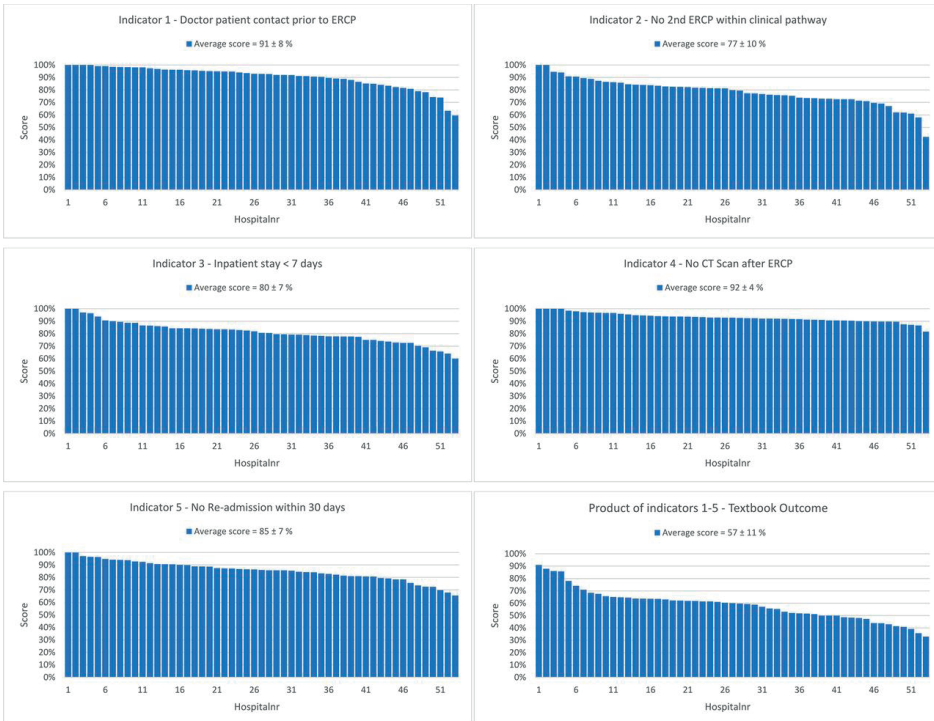 Indicator 1 - Doctor patient contact prior to ERCP
Average score = 91 ± 8 %
100%
90%
80%
70%
60%
50%
40%
30%
20%
10%
0%
Score
1 6 11 16 21 26 31 36 41 46 51
Hospitalnr
Indicator 2 - No 2nd ERCP within clinical pathway
Average score = 77 ± 10 %
100%
90%
80%
70%
60%
50%
40%
30%
20%
10%
0%
Score
1 6 11 16 21 26 31 36 41 46 51
Hospitalnr
Indicator 3 - Inpatient stay < 7 days
Average score = 80 ± 7 %
100%
90%
80%
70%
60%
50%
40%
30%
20%
10%
0%
Score
1 6 11 16 21 26 31 36 41 46 51
Hospitalnr
Indicator 4 - No CT Scan after ERCP
Average score = 92 ± 4 %
100%
90%
80%
70%
60%
50%
40%
30%
20%
10%
0%
Score
1 6 11 16 21 26 31 36 41 46 51
Hospitalnr
Indicator 5 - No Re-admission within 30 days
Average score = 85 ± 7 %
100%
90%
80%
70%
60%
50%
40%
30%
20%
10%
0%
Score
1 6 11 16 21 26 31 36 41 46 51
Hospitalnr
Product of indicators 1-5 - Textbook Outcome
Average score = 57 ± 11 %
100%
90%
80%
70%
60%
50%
40%
30%
20%
10%
0%
Score
1 6 11 16 21 26 31 36 41 46 51
Hospitalnr